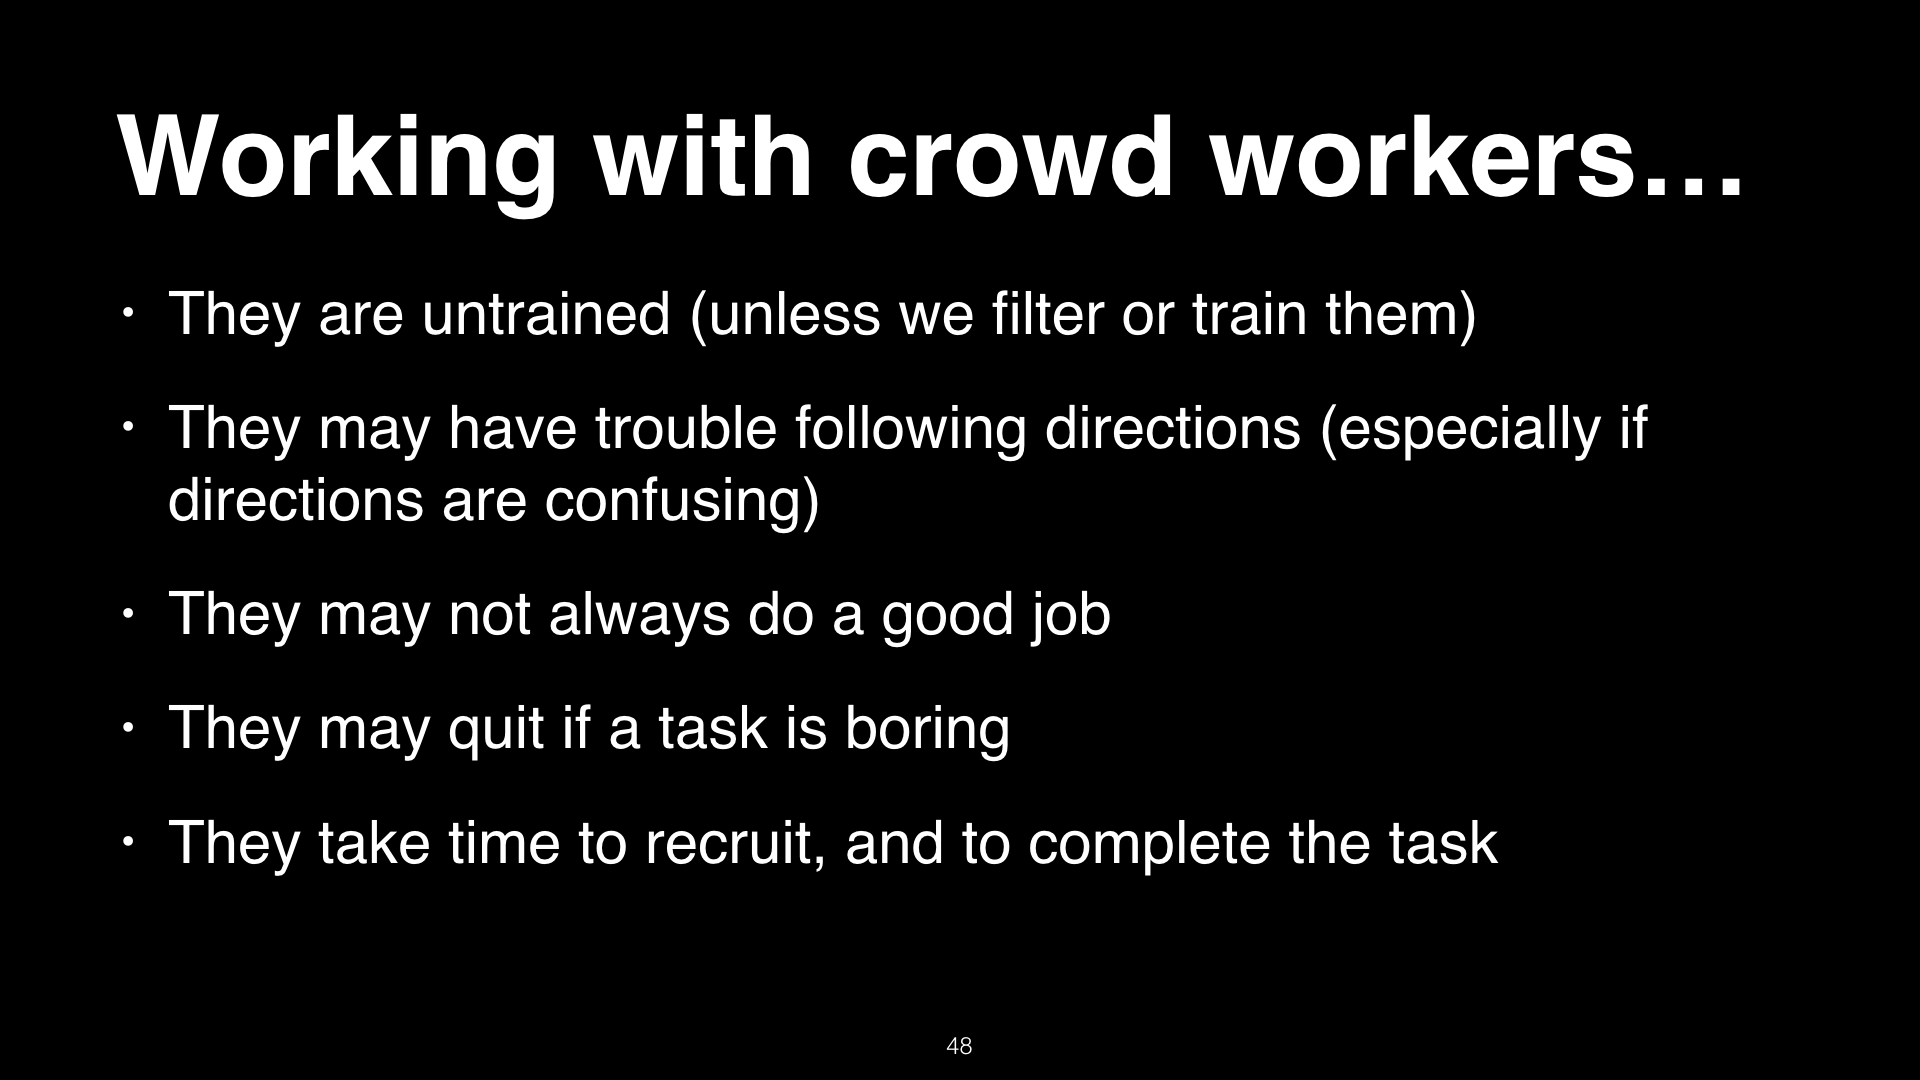 Working with crowd workers…
• They are untrained (unless we filter or train them)
• They may have trouble following directions (especially if
directions are confusing)
• They may not always do a good job
• They may quit if a task is boring
• They take time to recruit, and to complete the task
48